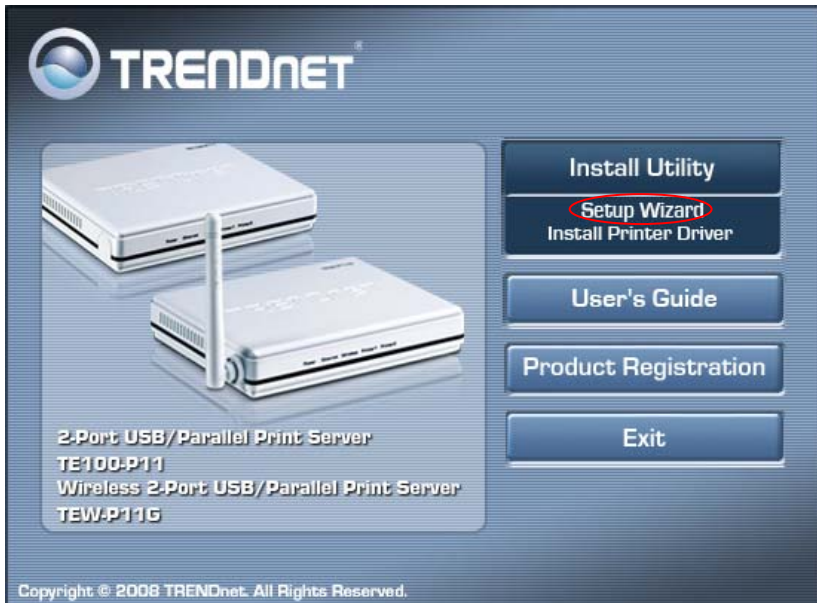 TRENDNET
Install Utility
Setup Wizard
Install Printer Driver
User's Guide
Product Registration
Exit
2-Port USB/Parallel Print Server
TE100-P11
Wireless 2-Port USB/Parallel Print Server
TEW-P11G
Copyright © 2008 TRENDnet. All Rights Reserved.